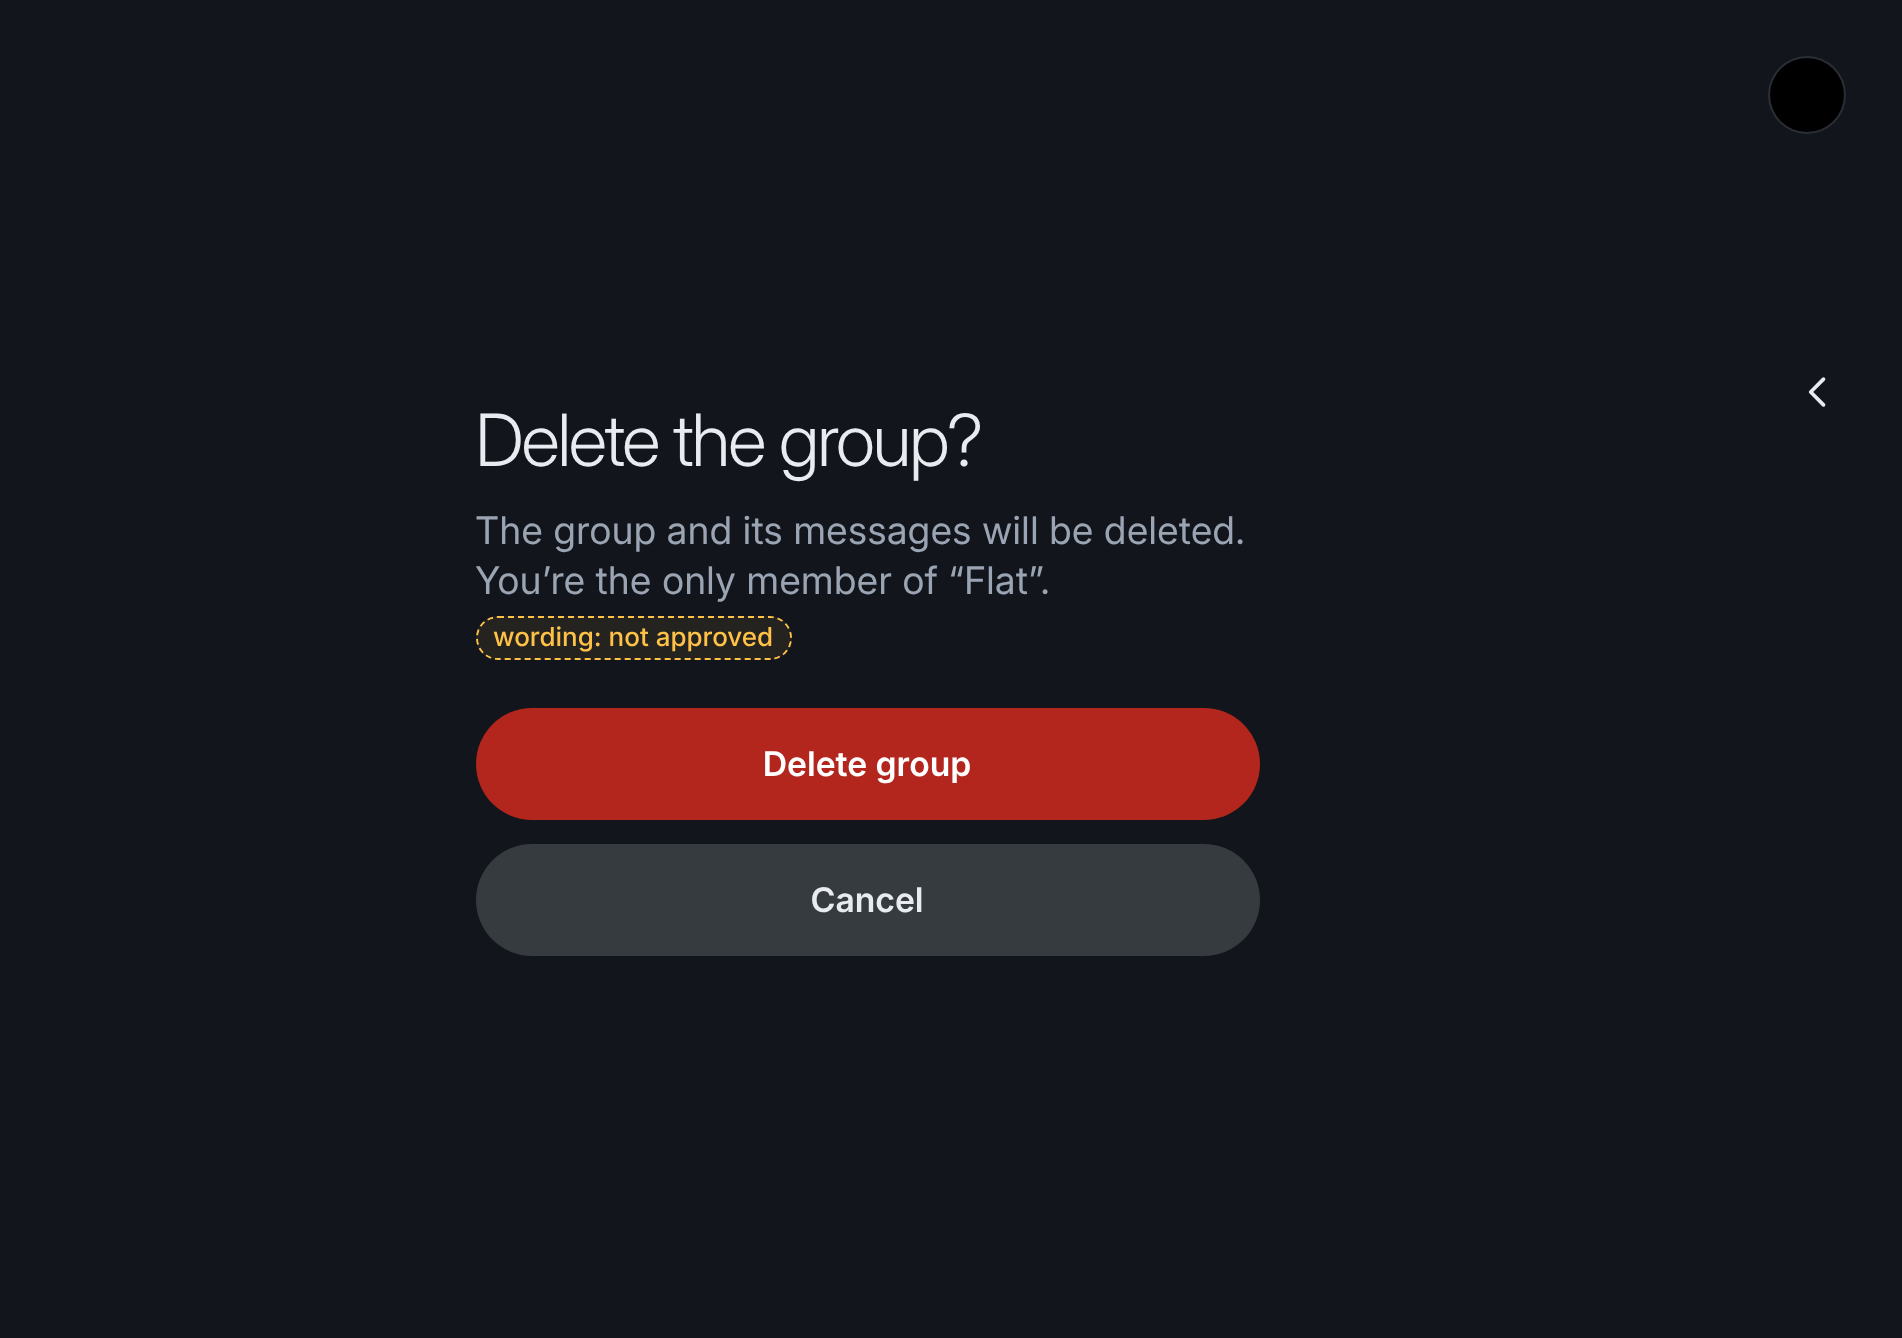 Delete the group?
The group and its messages will be deleted.
You’re the only member of “Flat”.
wording: not approved
Delete group
Cancel